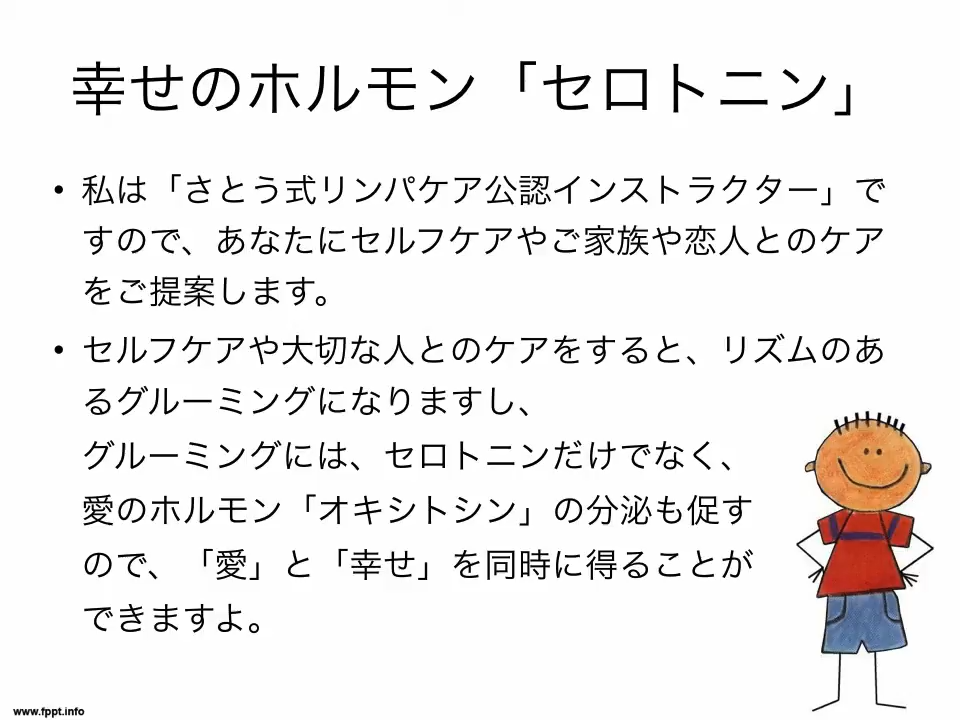 幸せのホルモン「セロトニン」
• 私は「さとう式リンパケア公認インストラクター」で
すので、あなたにセルフケアやご家族や恋人とのケア
をご提案します。
• セルフケアや大切な人とのケアをすると、リズムのあ
るグルーミングになりますし、
グルーミングには、セロトニンだけでなく、
愛のホルモン「オキシトシン」の分泌も促す
ので、「愛」と「幸せ」を同時に得ることが
できますよ。
www.fppt.info